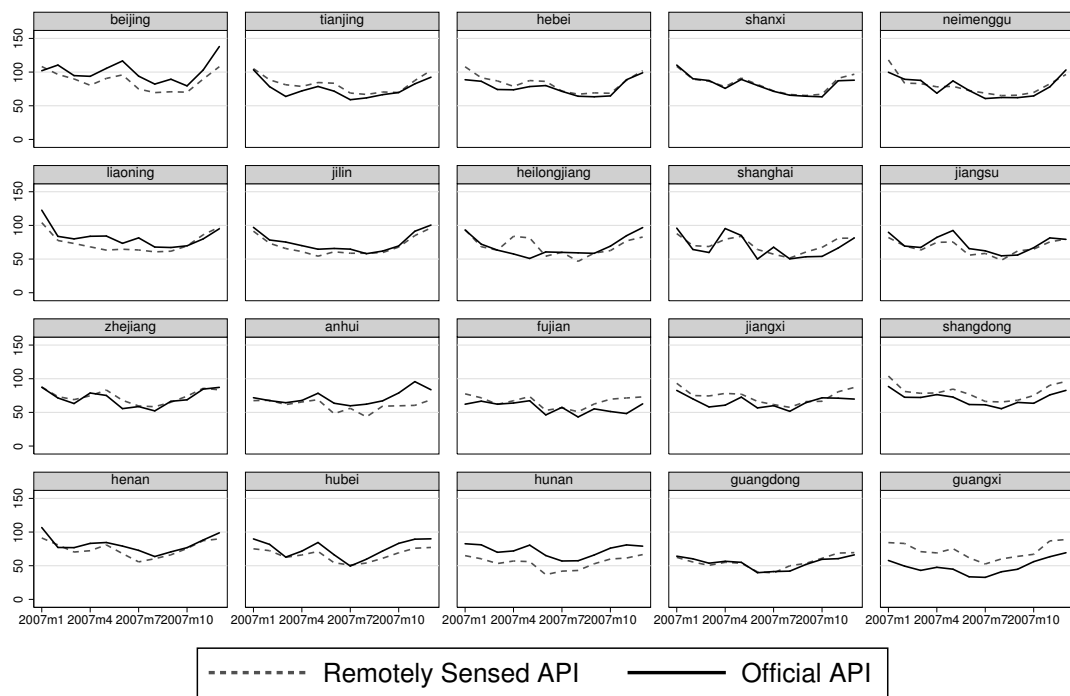 beijing tianjing hebei shanxi neimenggu
0 50 100 150
liaoning jilin heilongjiang shanghai jiangsu
0 50 100 150
zhejiang anhui fujian jiangxi shangdong
0 50 100 150
henan hubei hunan guangdong guangxi
0 50 100 150
2007m1 2007m4 2007m7 2007m10 2007m1 2007m4 2007m7 2007m10 2007m1 2007m4 2007m7 2007m10 2007m1 2007m4 2007m7 2007m10 2007m1 2007m4 2007m7 2007m10
Remotely Sensed API Official API